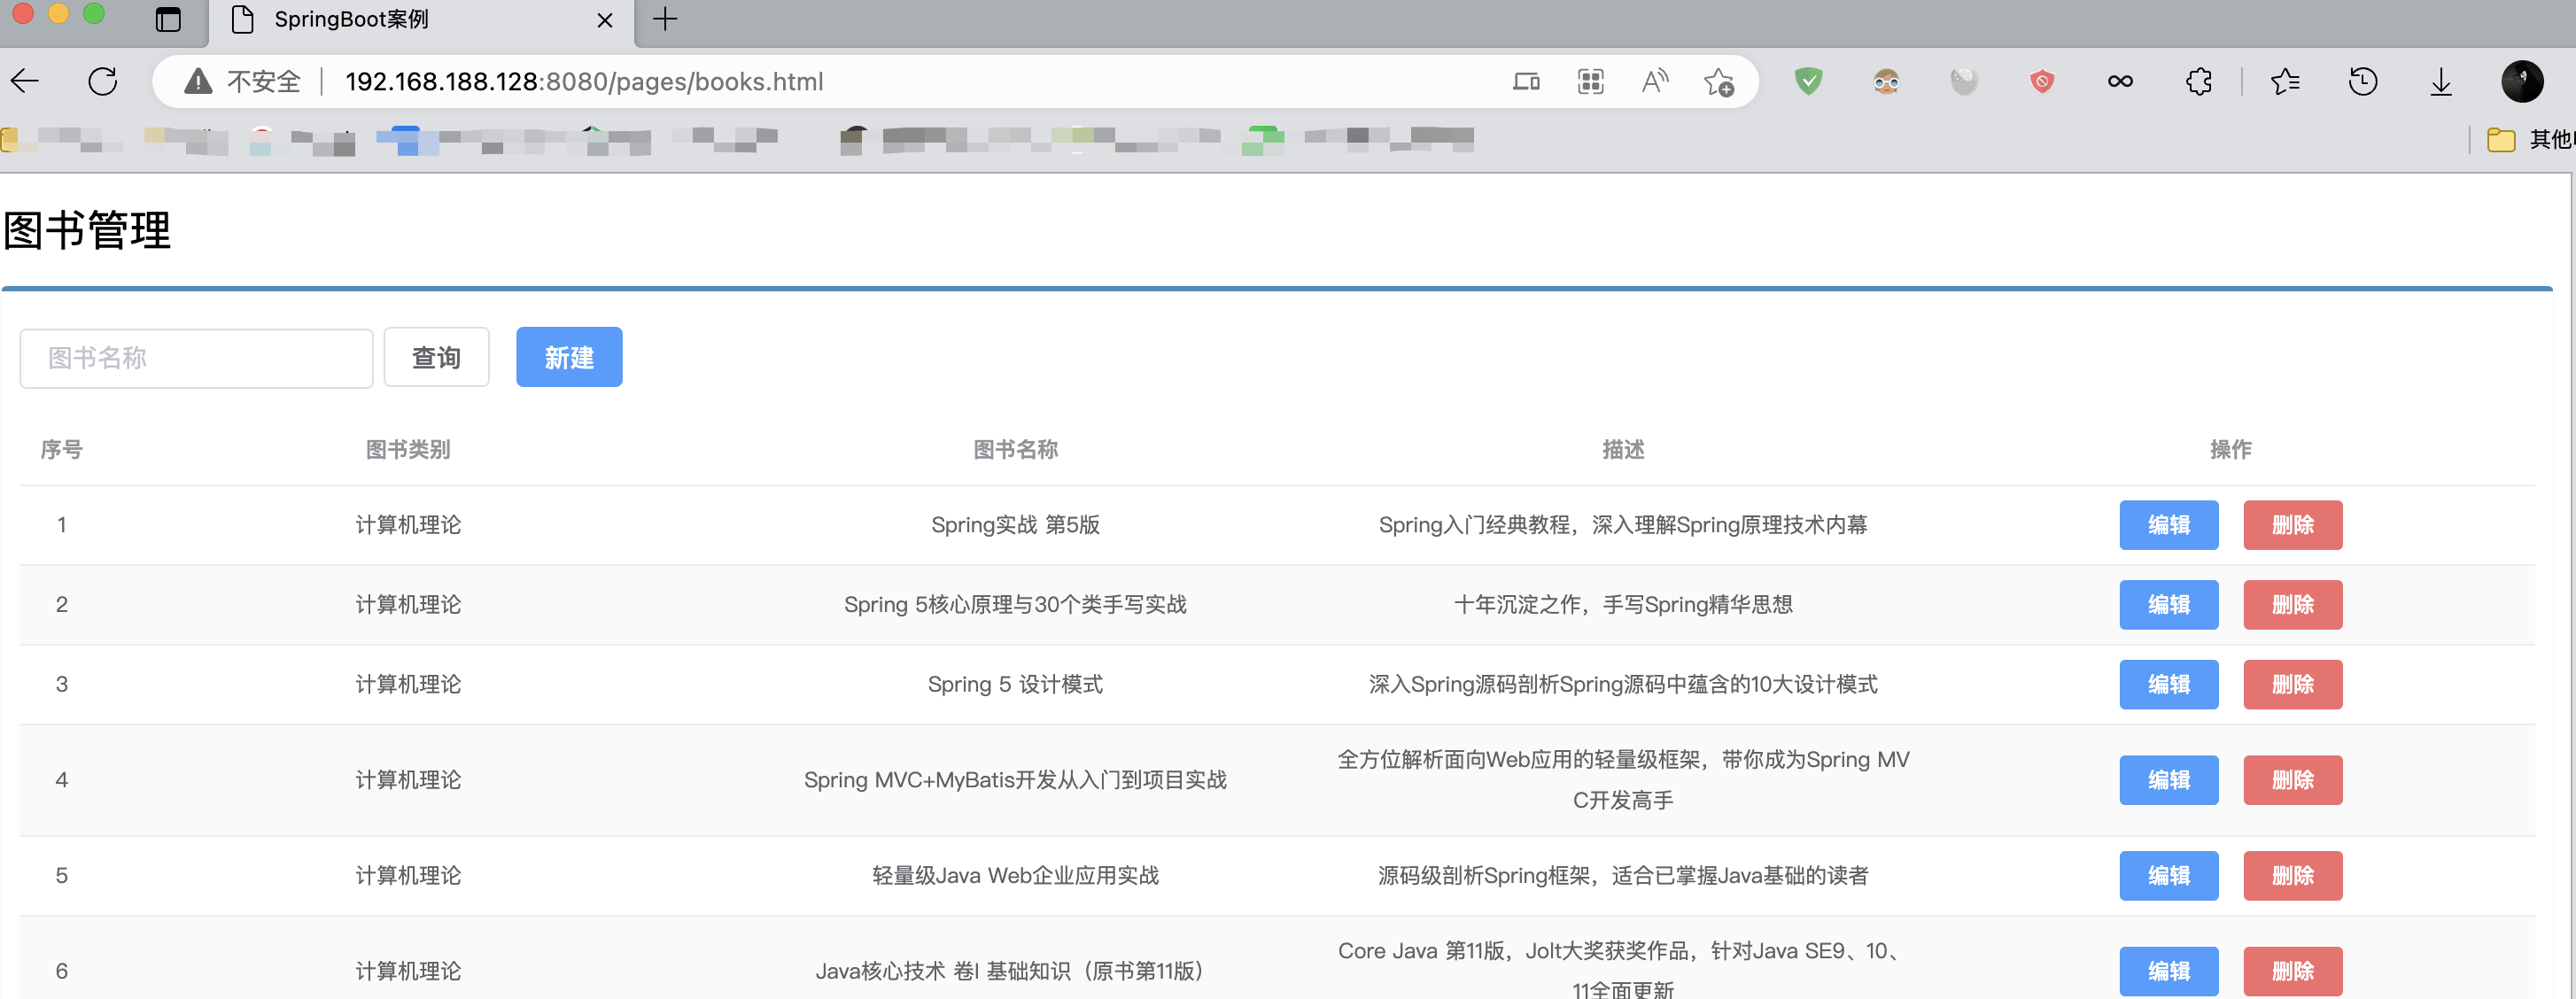 SpringBoot案例
不安全 192.168.188.128:8080/pages/books.html
其他
图书管理
图书名称 查询 新建
序号 图书类别 图书名称 描述 操作
1 计算机理论 Spring实战 第5版 Spring入门经典教程，深入理解Spring原理技术内幕 编辑 删除
2 计算机理论 Spring 5核心原理与30个类手写实战 十年沉淀之作，手写Spring精华思想 编辑 删除
3 计算机理论 Spring 5 设计模式 深入Spring源码剖析Spring源码中蕴含的10大设计模式 编辑 删除
4 计算机理论 Spring MVC+MyBatis开发从入门到项目实战 全方位解析面向Web应用的轻量级框架，带你成为Spring MV
C开发高手 编辑 删除
5 计算机理论 轻量级Java Web企业应用实战 源码级剖析Spring框架，适合已掌握Java基础的读者 编辑 删除
6 计算机理论 Java核心技术 卷I 基础知识（原书第11版） Core Java 第11版，Jolt大奖获奖作品，针对Java SE9、10、
11全面更新 编辑 删除